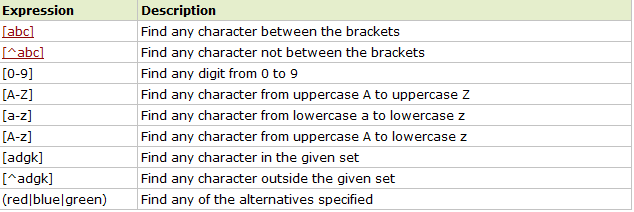 Expression Description
[abc] Find any character between the brackets
[^abc] Find any character not between the brackets
[0-9] Find any digit from 0 to 9
[A-Z] Find any character from uppercase A to uppercase Z
[a-z] Find any character from lowercase a to lowercase z
[A-z] Find any character from uppercase A to lowercase z
[adgk] Find any character in the given set
[^adgk] Find any character outside the given set
(red|blue|green) Find any of the alternatives specified